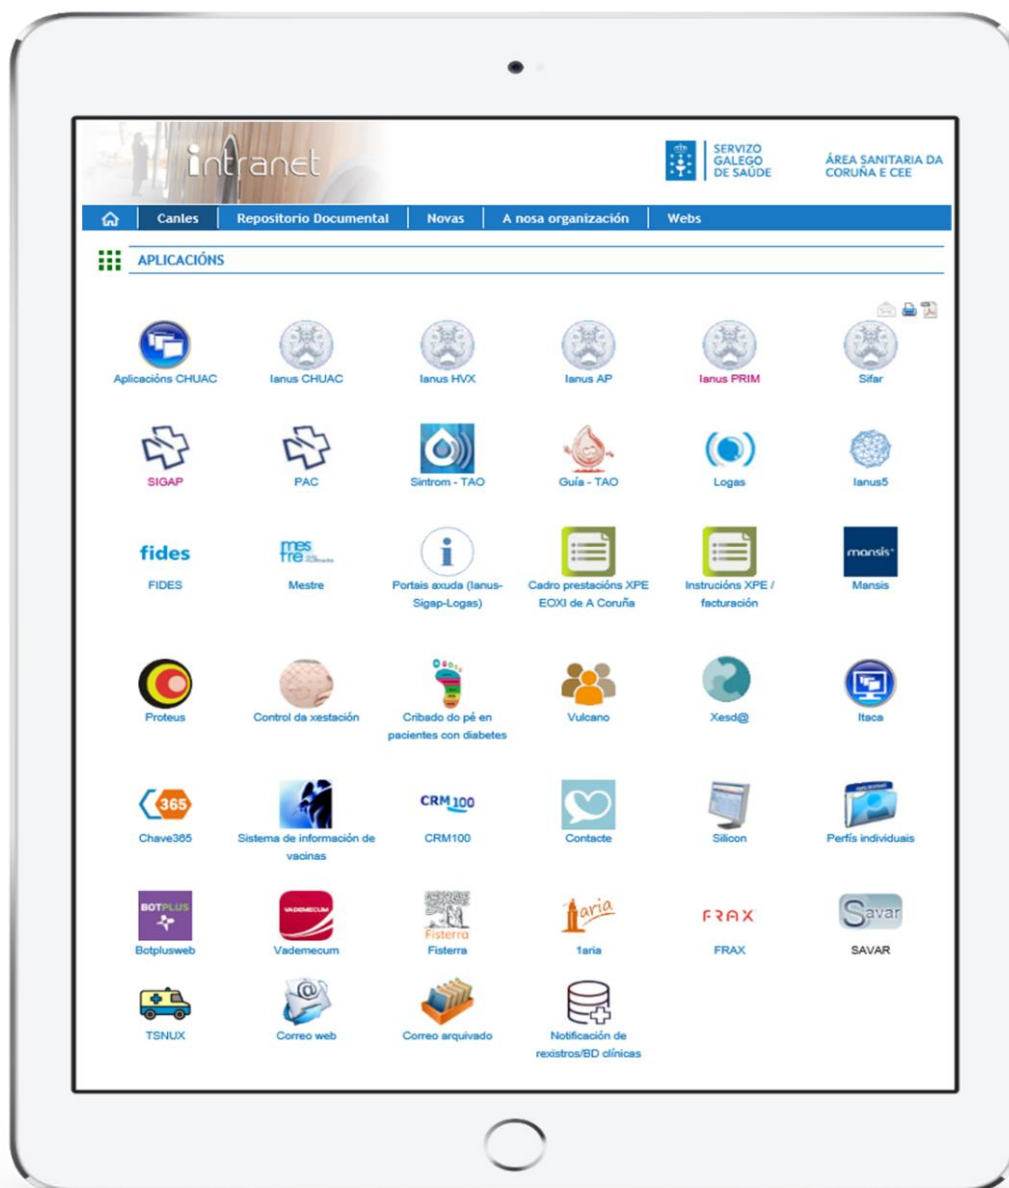 intranet
SERVIZO
GALEGO
DE SAÚDE
ÁREA SANITARIA DA
CORUÑA E CEE
Canles
Repositorio Documental
Novas
A nosa organización
Webs
APLICACIÓNS
Aplicacións CHUAC
Ianus CHUAC
Ianus HVX
Ianus AP
Ianus PRIM
Sifar
SIGAP
PAC
Sintrom - TAO
Guía - TAO
Logas
Ianus5
fides
FIDES
mes
tre
Mestre
i
Portais axuda (Ianus-
Sigap-Logas)
Cadro prestacións XPE
EOXI de A Coruña
Instrucións XPE /
facturación
mansis
Mansis
Proteus
Control da xestación
Cribado do pé en
pacientes con diabetes
Vulcano
Xesd@
Itaca
365
Chave365
Sistema de información de
vacinas
CRM100
CRM100
Contacte
Silicon
Perfís individuais
BOTPLUS
Botplusweb
VADEMECUM
Vademecum
Fisterra
Fisterra
1aria
1aria
FRAX
FRAX
Savar
SAVAR
TSNUX
@
Correo web
Correo arquivado
Notificación de
rexistros/BD clínicas